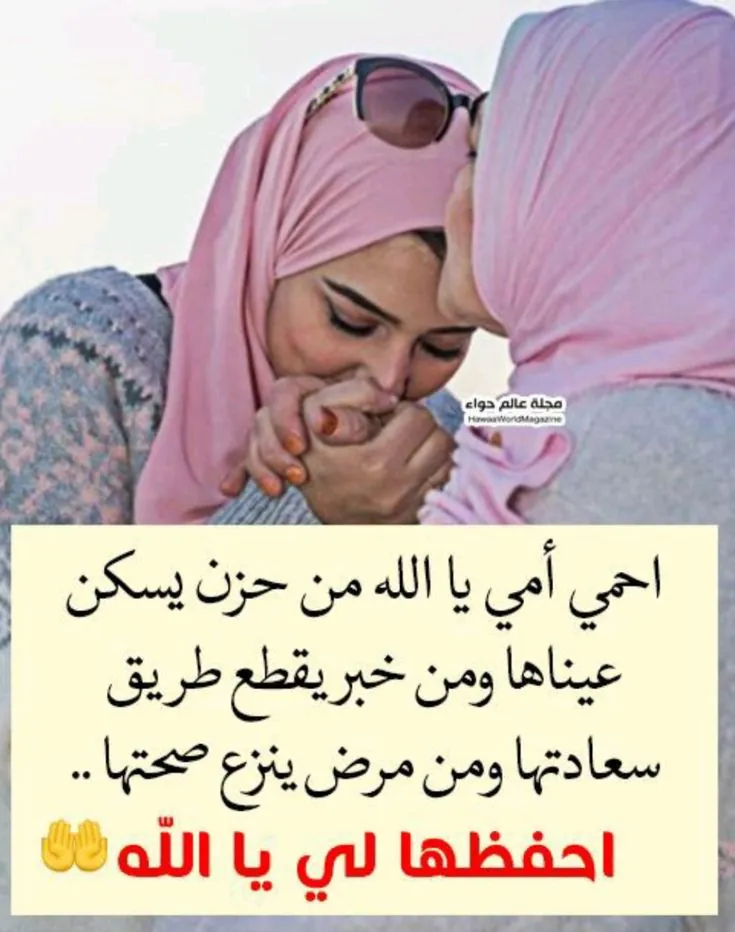 مجلة عالم حواء
HawaaWorldMagazine
احمي أمي يا الله من حزن يسكن
عيناها ومن خبر يقطع طريق
سعادتها ومن مرض ينزع صحتها ..
احفظها لي يا الله🤲